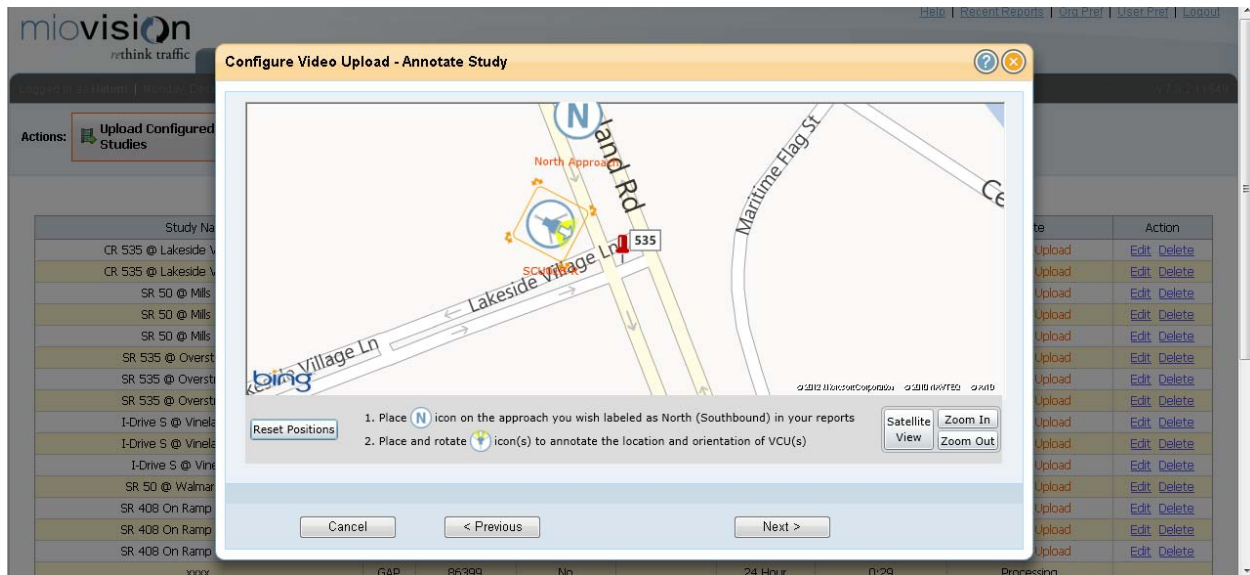 Help | Recent Reports | Org Pref | User Pref | Logout
miovision
rethink traffic
Configure Video Upload - Annotate Study
Actions:
Upload Configured
Studies
N
North Approach
land Rd
Maritime Flag St
Ce
535
Lakeside Village Ln
keside Village Ln
bing
Reset Positions
1. Place N icon on the approach you wish labeled as North (Southbound) in your reports
2. Place and rotate icon(s) to annotate the location and orientation of VCU(s)
Satellite View
Zoom In
Zoom Out
Cancel
< Previous
Next >
Study Na te Action
CR 535 @ Lakeside V Upload Edit Delete
CR 535 @ Lakeside V Upload Edit Delete
SR 50 @ Mills Upload Edit Delete
SR 50 @ Mills Upload Edit Delete
SR 50 @ Mills Upload Edit Delete
SR 535 @ Overst Upload Edit Delete
SR 535 @ Overstr Upload Edit Delete
SR 535 @ Overstr Upload Edit Delete
I-Drive S @ Vinela Upload Edit Delete
I-Drive S @ Vinela Upload Edit Delete
I-Drive S @ Vine Upload Edit Delete
SR 50 @ Walmar Upload Edit Delete
SR 408 On Ramp Upload Edit Delete
SR 408 On Ramp Upload Edit Delete
SR 408 On Ramp Upload Edit Delete
xxxx GAP 86399 No 24 Hour 0:29 Processing